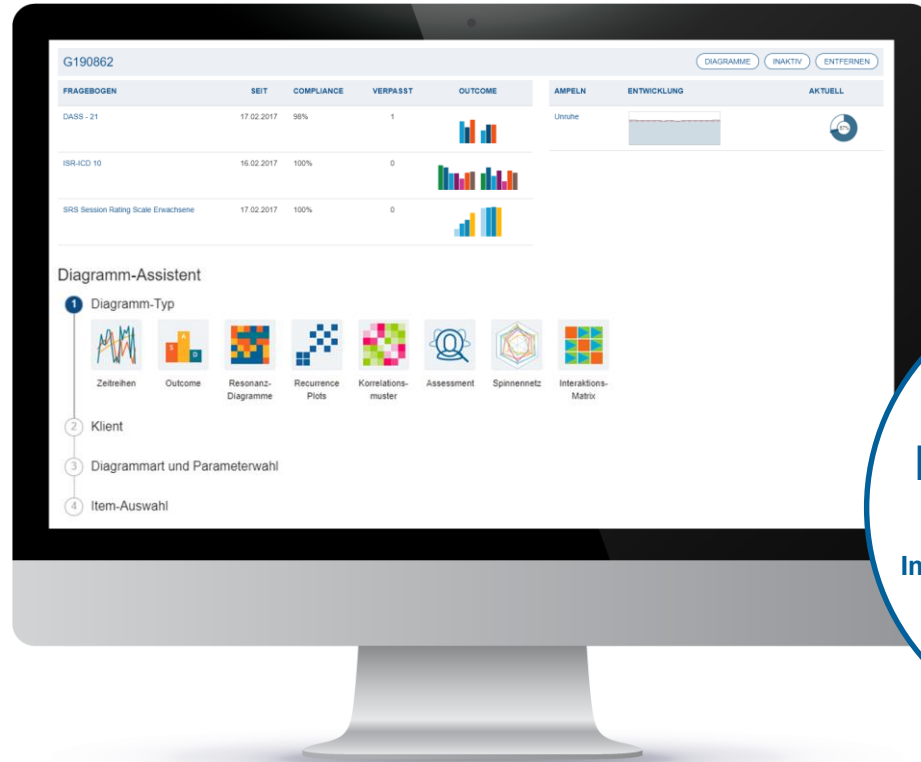 G190862
DIAGRAMME INAKTIV ENTFERNEN
FRAGEBOGEN SEIT COMPLIANCE VERPASST OUTCOME
AMPELN ENTWICKLUNG AKTUELL
DASS - 21 17.02.2017 98% 1
Unruhe 87%
ISR-ICD 10 16.02.2017 100% 0
SRS Session Rating Scale Erwachsene 17.02.2017 100% 0
Diagramm-Assistent
1 Diagramm-Typ
S A D
Zeitreihen Outcome Resonanz- Recurrence Korrelations- Assessment Spinnennetz Interaktions-
Diagramme Plots muster Matrix
2 Klient
3 Diagrammart und Parameterwahl
4 Item-Auswahl